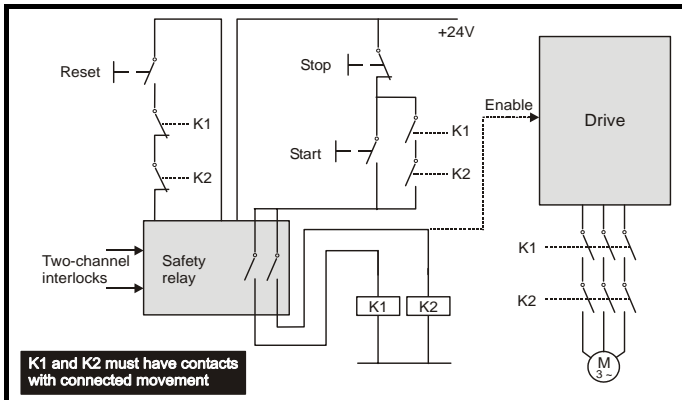 +24V
Reset
Stop
Enable
Drive
K1
K1
Start
K2
K2
K1
Two-channel
interlocks
Safety
relay
K1
K2
K2
M
3 ~
K1 and K2 must have contacts
with connected movement